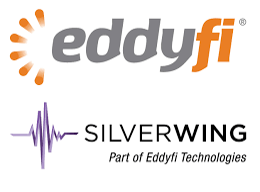 eddyfi®
SILVERWING
Part of Eddyfi Technologies